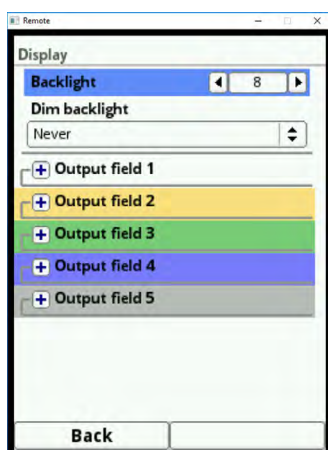 Remote
Display
Backlight 8
Dim backlight
Never
Output field 1
Output field 2
Output field 3
Output field 4
Output field 5
Back